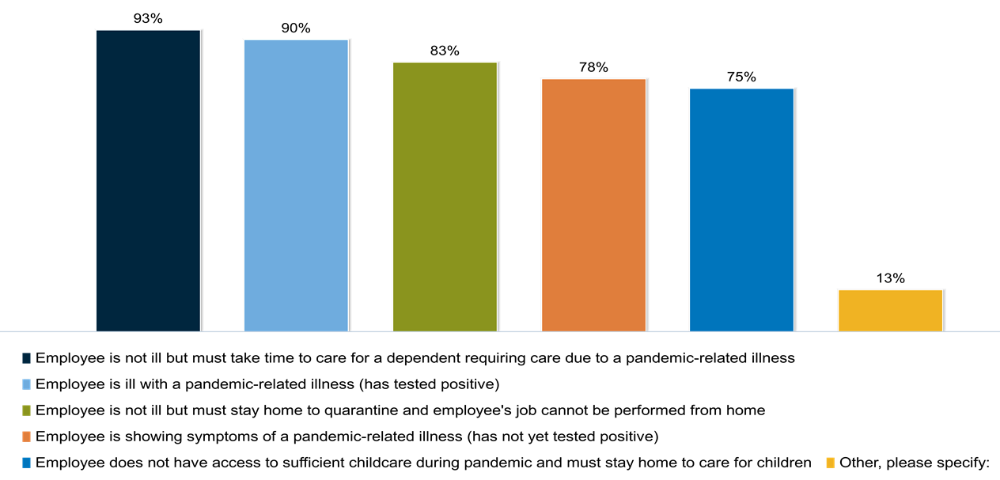 93%
90%
83%
78%
75%
13%
Employee is not ill but must take time to care for a dependent requiring care due to a pandemic-related illness
Employee is ill with a pandemic-related illness (has tested positive)
Employee is not ill but must stay home to quarantine and employee's job cannot be performed from home
Employee is showing symptoms of a pandemic-related illness (has not yet tested positive)
Employee does not have access to sufficient childcare during pandemic and must stay home to care for children Other, please specify: